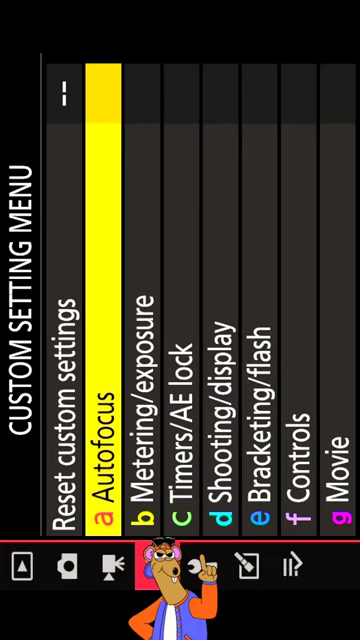 CUSTOM SETTING MENU
Reset custom settings --
a Autofocus
b Metering/exposure
c Timers/AE lock
d Shooting/display
e Bracketing/flash
f Controls
g Movie